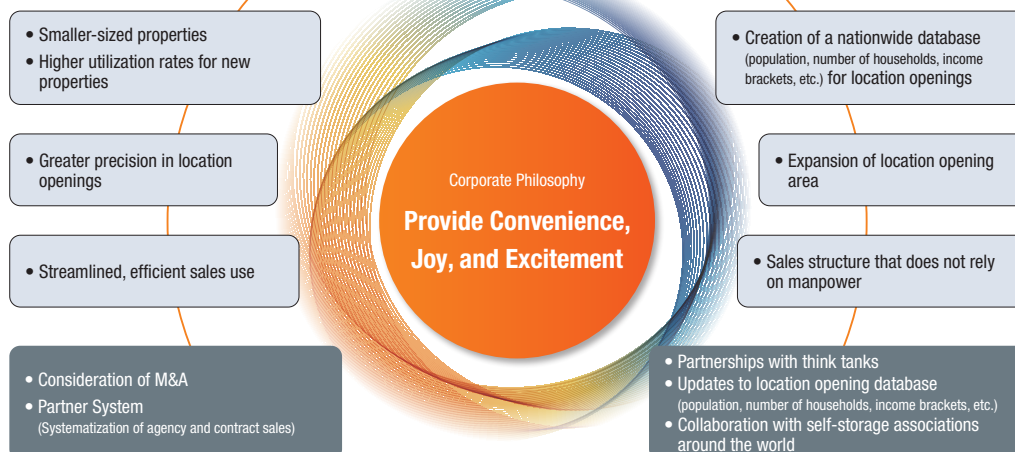 • Smaller-sized properties
• Higher utilization rates for new
properties
• Greater precision in location
openings
• Streamlined, efficient sales use
• Consideration of M&A
• Partner System
(Systematization of agency and contract sales)
Corporate Philosophy
Provide Convenience,
Joy, and Excitement
• Creation of a nationwide database
(population, number of households, income
brackets, etc.) for location openings
• Expansion of location opening
area
• Sales structure that does not rely
on manpower
• Partnerships with think tanks
• Updates to location opening database
(population, number of households, income brackets, etc.)
• Collaboration with self-storage associations
around the world